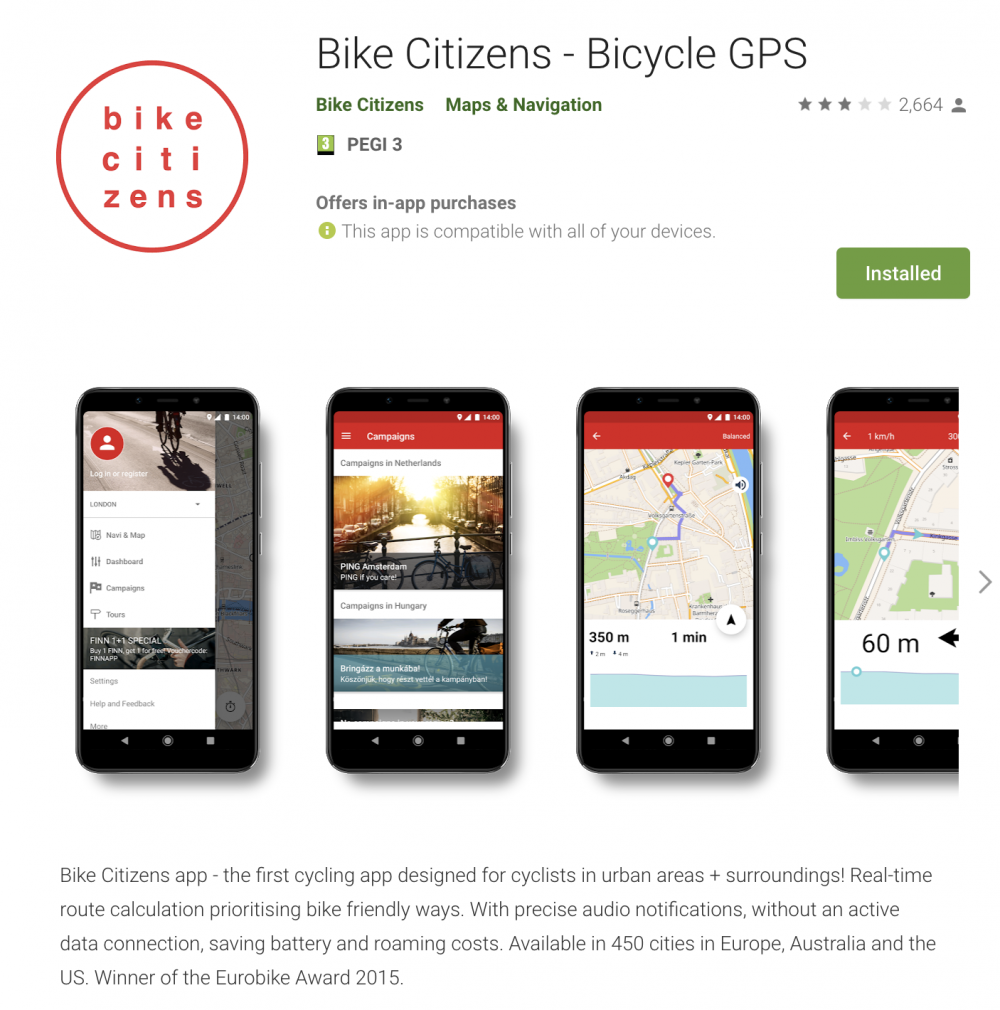 Bike Citizens - Bicycle GPS
bike
citi
zens
Bike Citizens Maps & Navigation 2,664
3 PEGI 3
Offers in-app purchases
This app is compatible with all of your devices.
Installed
14:00
Log in or register
LONDON
Navi & Map
Dashboard
Campaigns
Tours
FINN 1+1 SPECIAL
Buy 1 FINN, get 1 for free! Vouchercode:
FINNAPP
Settings
Help and Feedback
More
14:00
Campaigns
Campaigns in Netherlands
PING Amsterdam
PING if you care!
Campaigns in Hungary
Bringázz a munkába!
Köszönjük, hogy részt vettél a kampányban!
14:00
Balanced
Kepler Garten-Park
Volksgartenstraße
Roseggerhaus
350 m 1 min
2 m 4 m
1 km/h
60 m
Bike Citizens app - the first cycling app designed for cyclists in urban areas + surroundings! Real-time
route calculation prioritising bike friendly ways. With precise audio notifications, without an active
data connection, saving battery and roaming costs. Available in 450 cities in Europe, Australia and the
US. Winner of the Eurobike Award 2015.